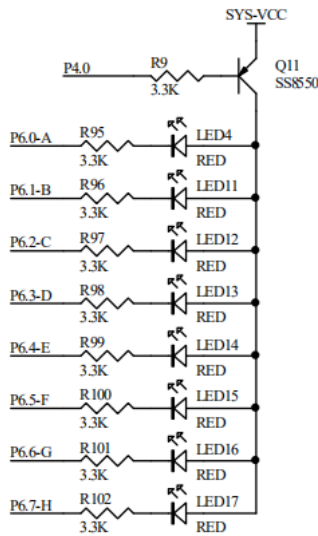 SYS-VCC
R9
Q11
P4.0
3.3K
SS8550
P6.0-A
R95
LED4
3.3K
RED
P6.1-B
R96
LED11
3.3K
RED
P6.2-C
R97
LED12
3.3K
RED
P6.3-D
R98
LED13
3.3K
RED
P6.4-E
R99
LED14
3.3K
RED
P6.5-F
R100
LED15
3.3K
RED
P6.6-G
R101
LED16
3.3K
RED
P6.7-H
R102
LED17
3.3K
RED